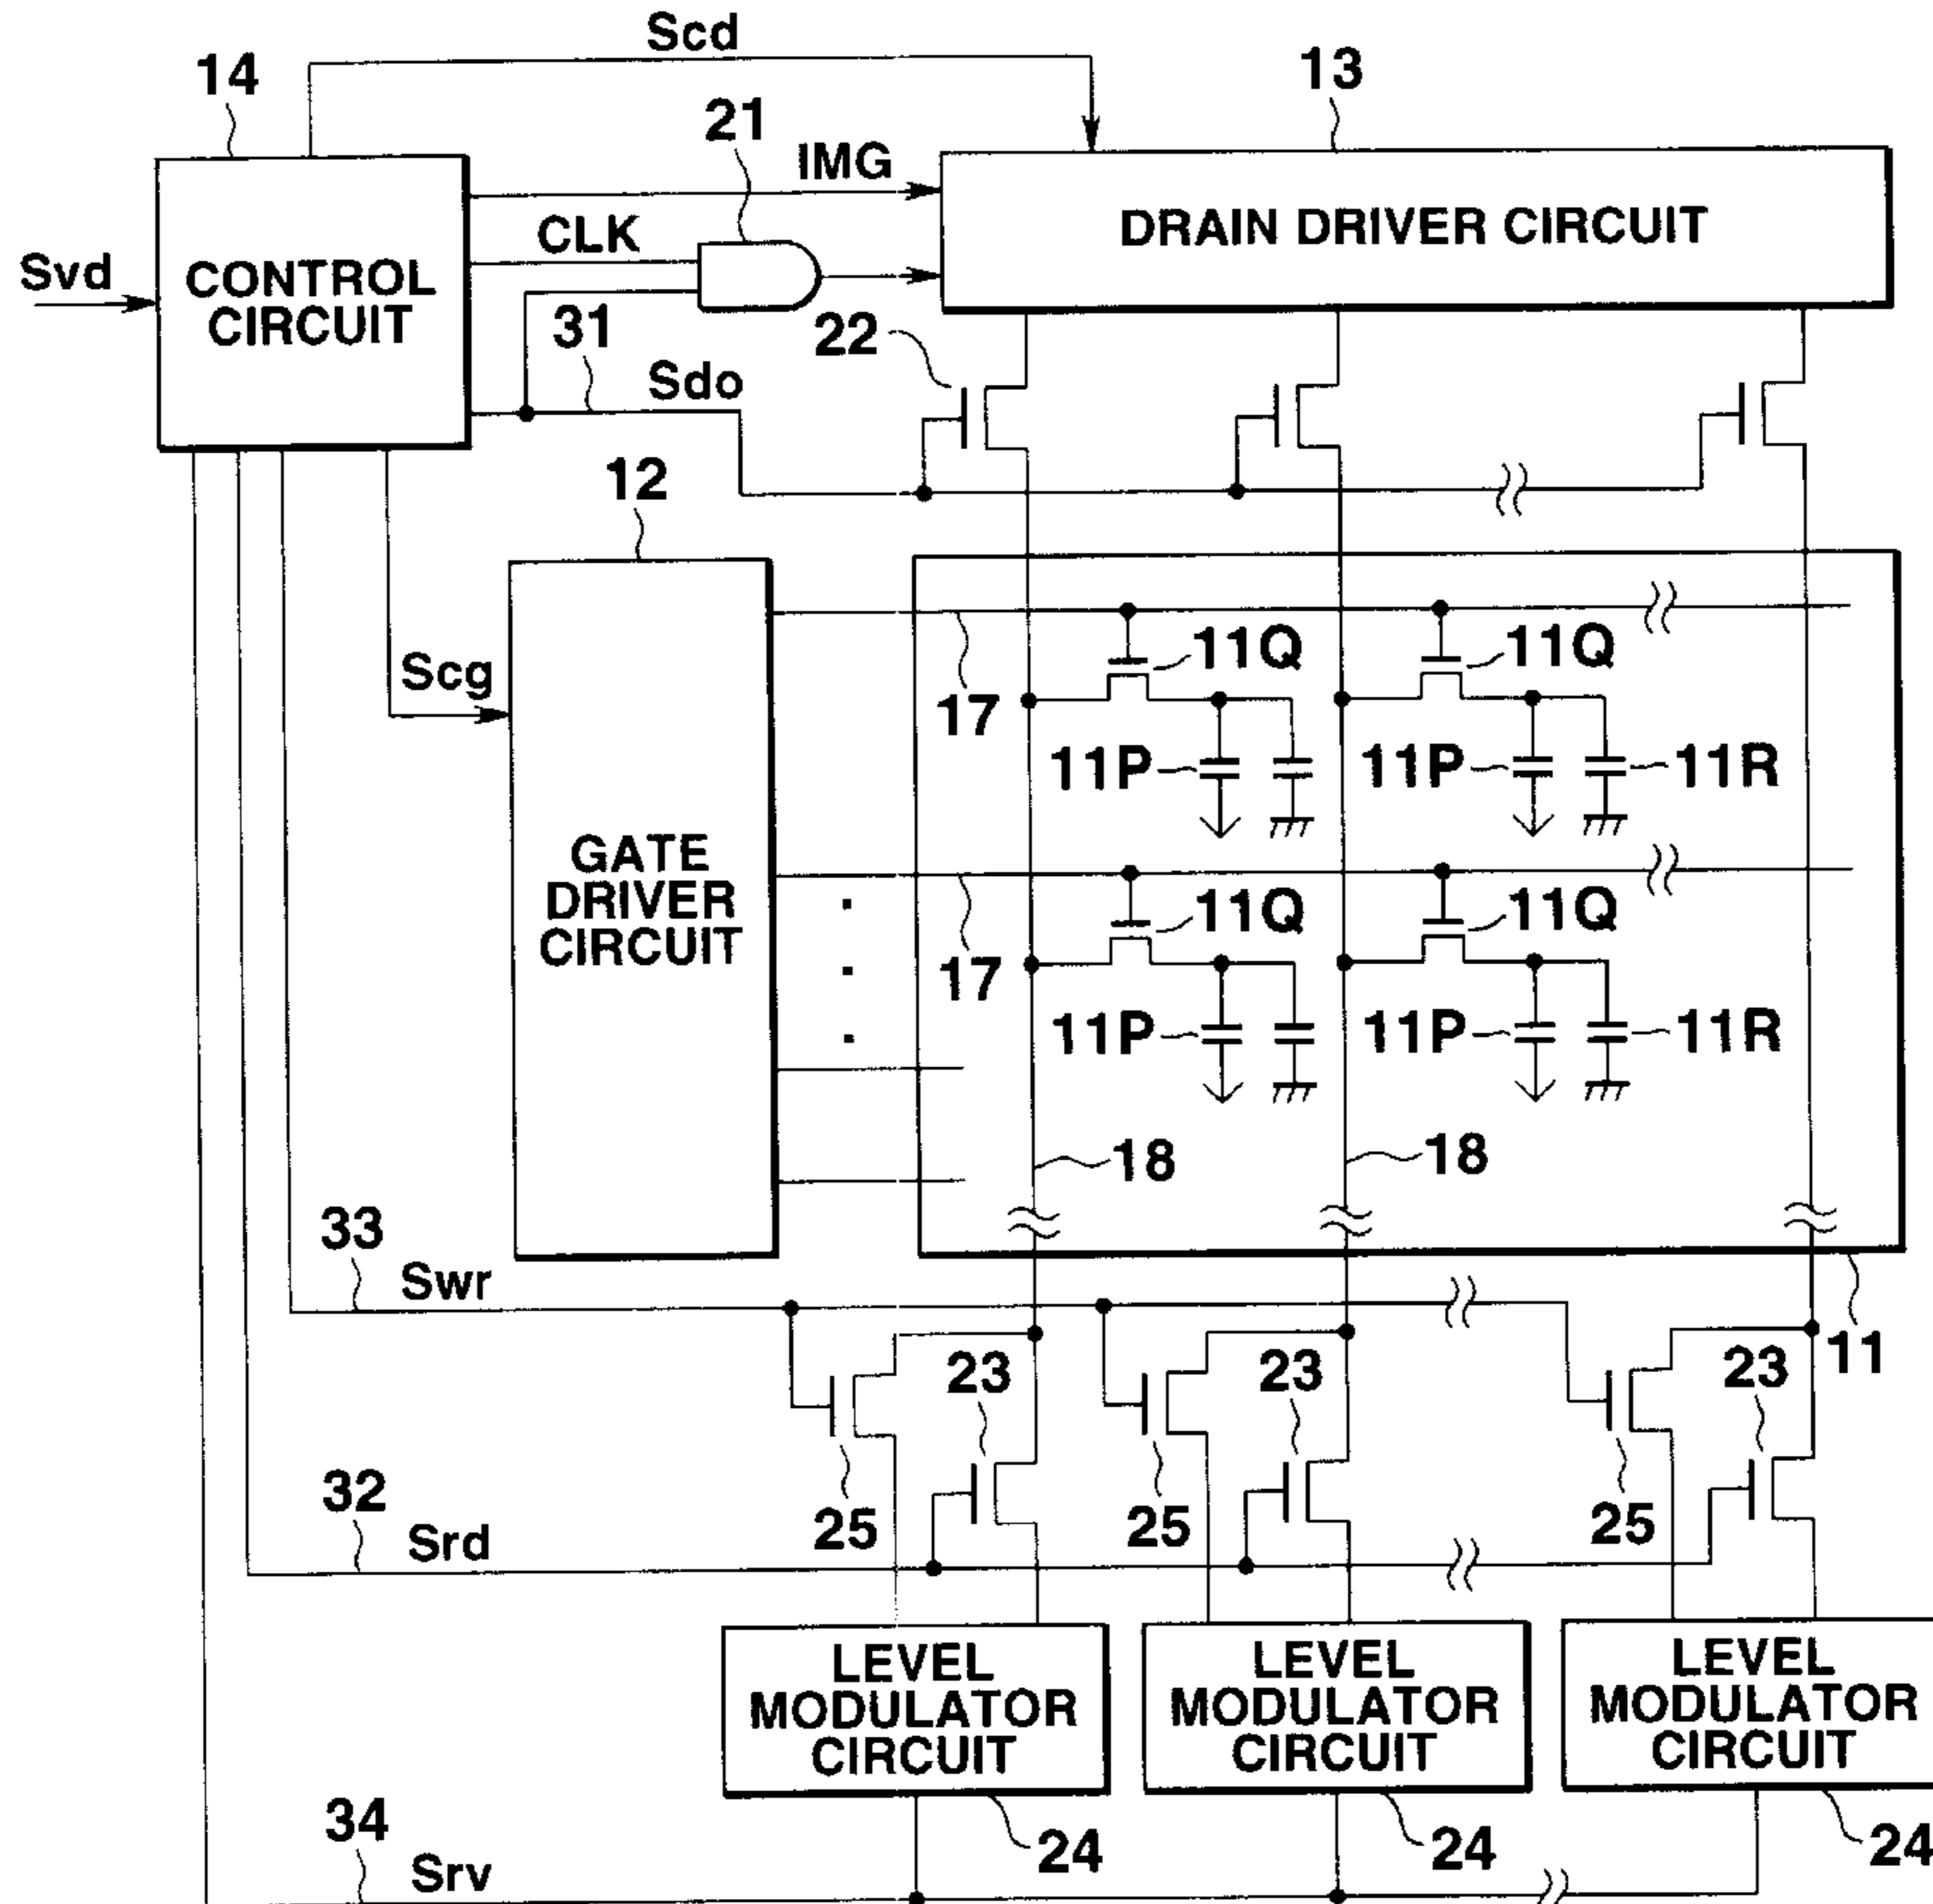 Scd
14
13
21
IMG
CLK
DRAIN DRIVER CIRCUIT
Svd
CONTROL
CIRCUIT
31
22
Sdo
12
11Q
11Q
Scg
17
11P
11P
11R
GATE
DRIVER
CIRCUIT
11Q
11Q
17
11P
11P
11R
18
18
33
Swr
11
23
23
23
25
25
25
32
Srd
LEVEL
MODULATOR
CIRCUIT
LEVEL
MODULATOR
CIRCUIT
LEVEL
MODULATOR
CIRCUIT
34
24
24
24
Srv